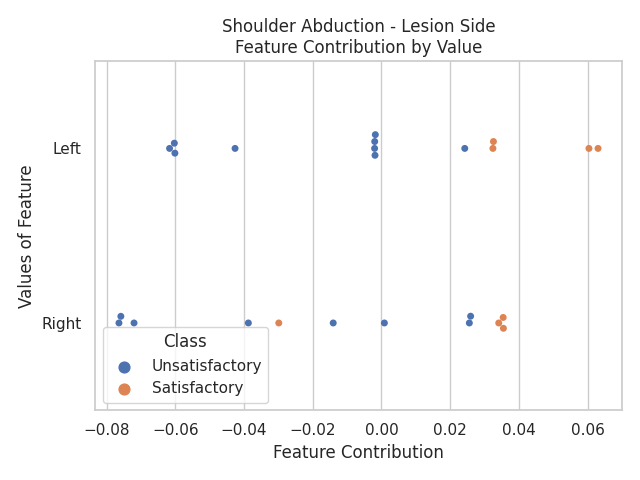 Shoulder Abduction - Lesion Side
Feature Contribution by Value
Values of Feature
Left
Right
Class
Unsatisfactory
Satisfactory
−0.08 −0.06 −0.04 −0.02 0.00 0.02 0.04 0.06
Feature Contribution